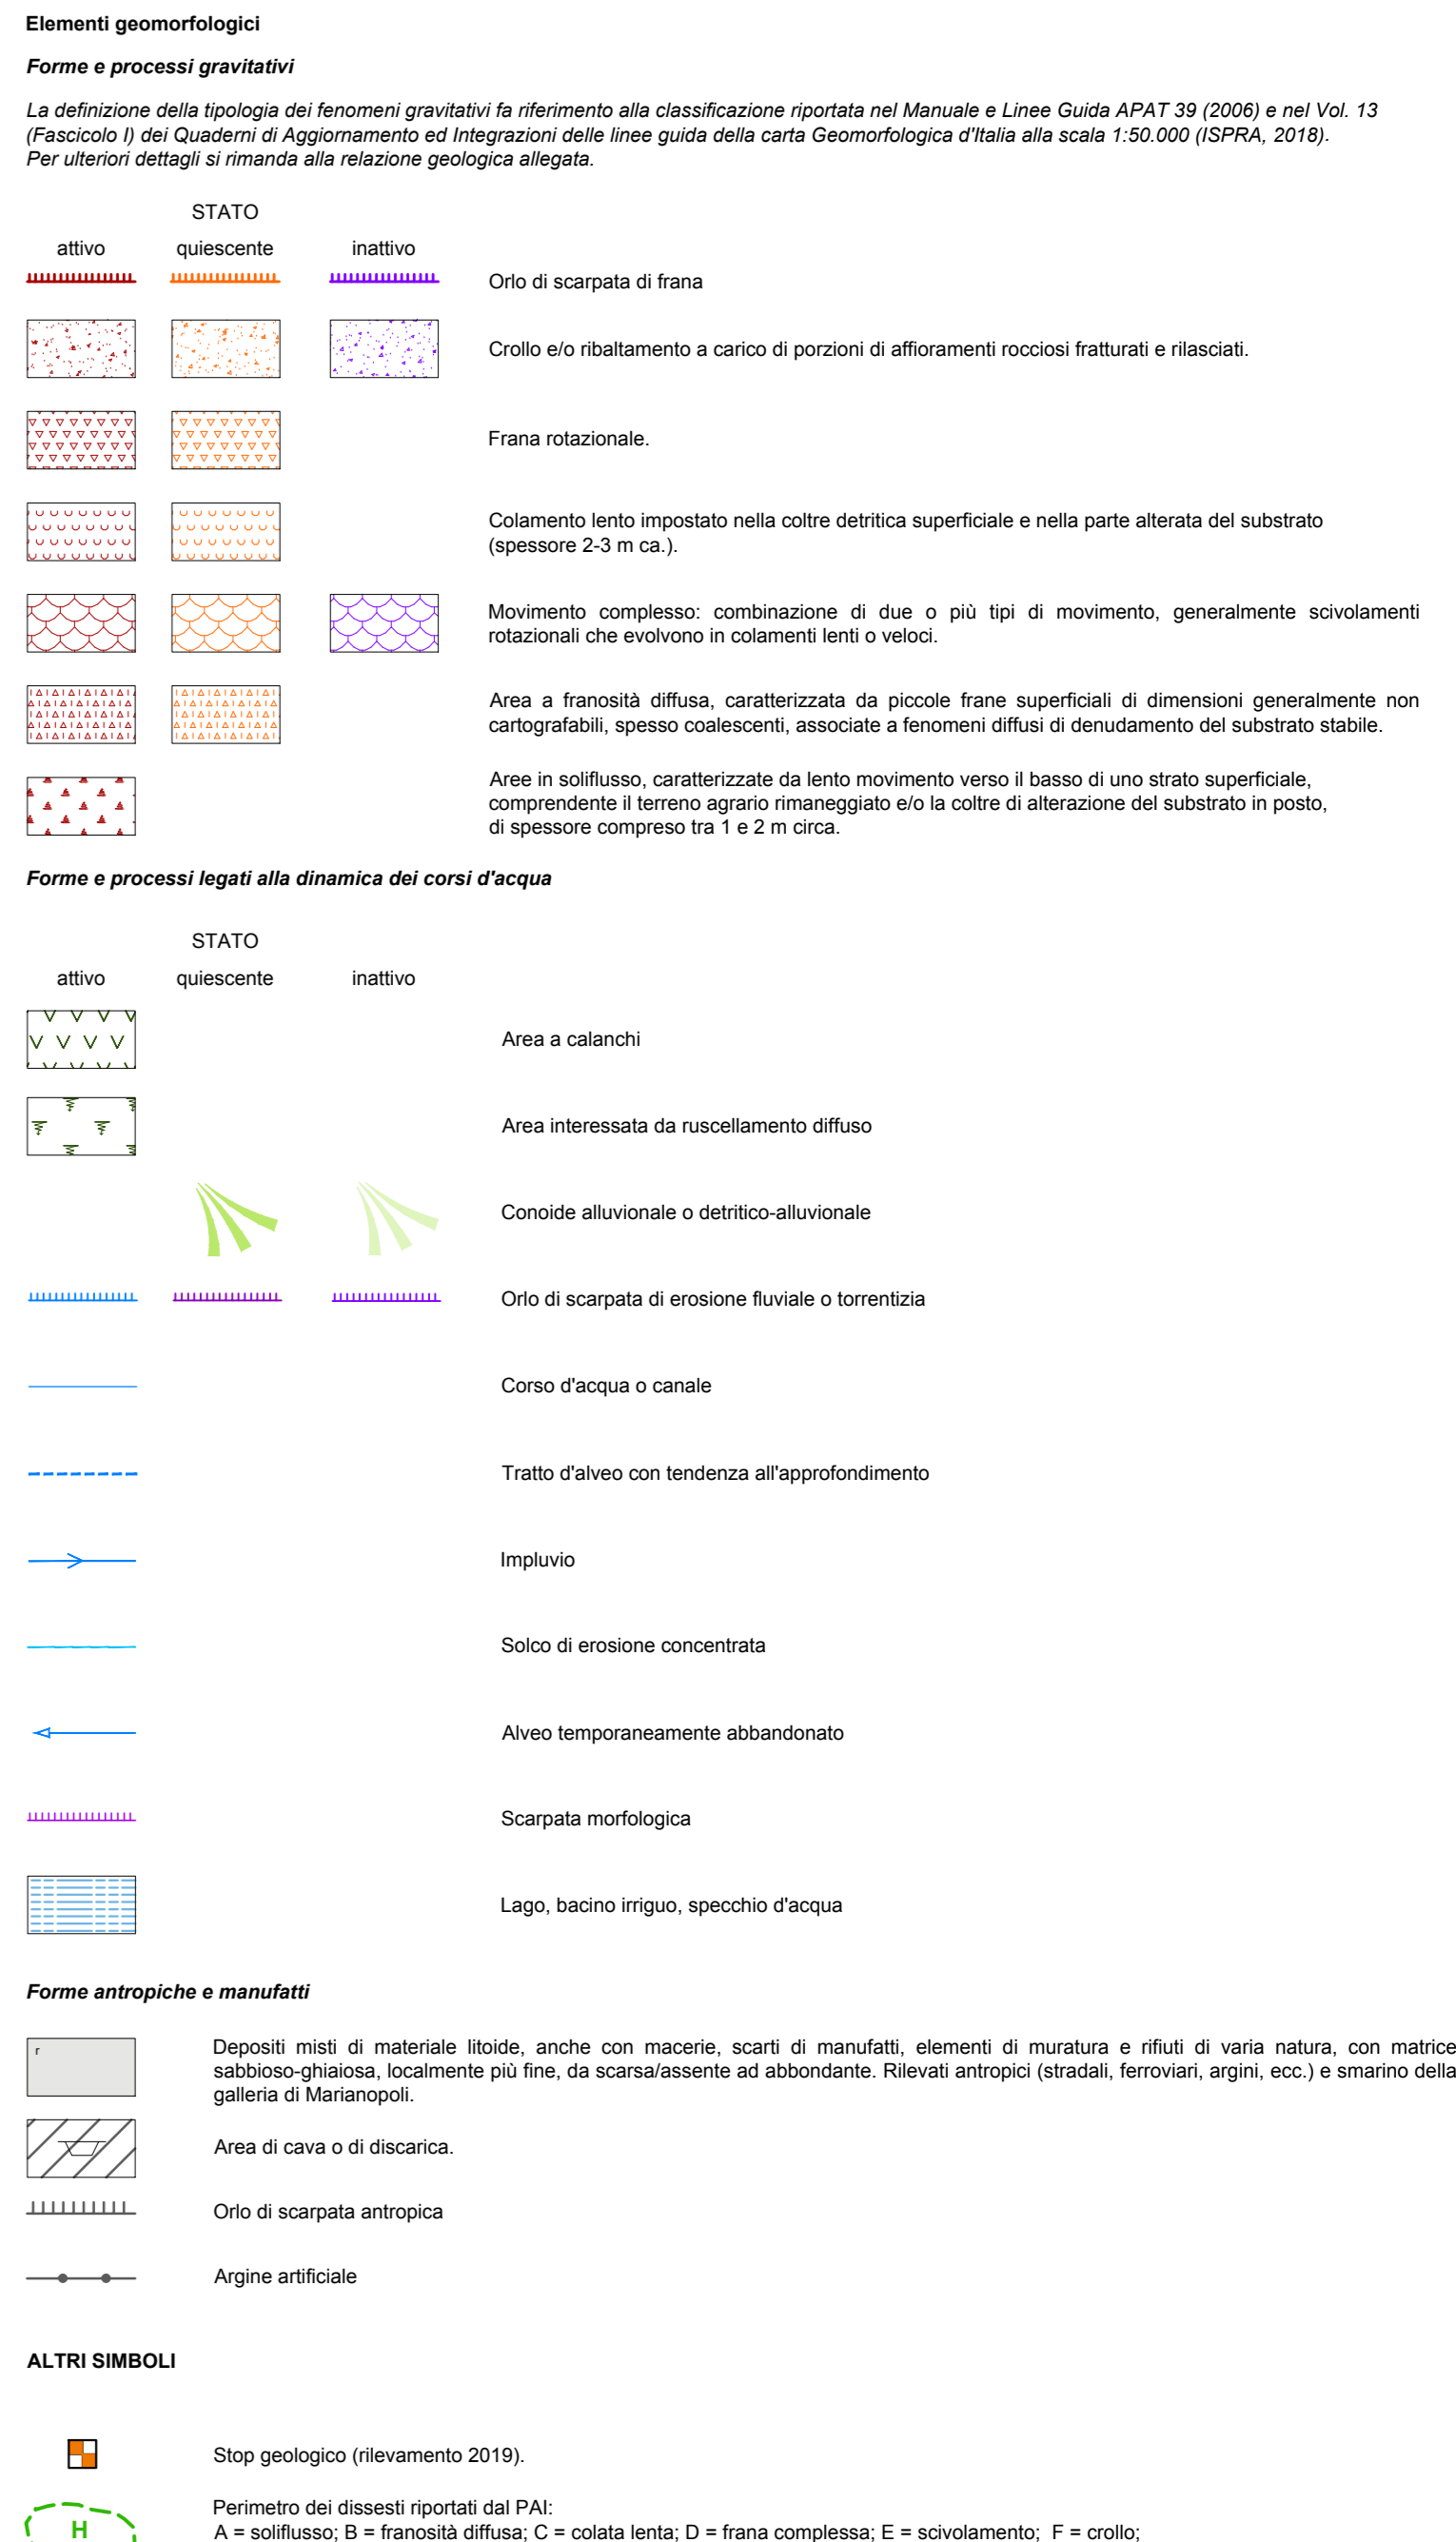 Elementi geomorfologici
Forme e processi gravitativi
La definizione della tipologia dei fenomeni gravitativi fa riferimento alla classificazione riportata nel Manuale e Linee Guida APAT 39 (2006) e nel Vol. 13
(Fascicolo I) dei Quaderni di Aggiornamento ed Integrazioni delle linee guida della carta Geomorfologica d'Italia alla scala 1:50.000 (ISPRA, 2018).
Per ulteriori dettagli si rimanda alla relazione geologica allegata.
STATO
attivo quiescente inattivo
Orlo di scarpata di frana
Crollo e/o ribaltamento a carico di porzioni di affioramenti rocciosi fratturati e rilasciati.
Frana rotazionale.
Colamento lento impostato nella coltre detritica superficiale e nella parte alterata del substrato
(spessore 2-3 m ca.).
Movimento complesso: combinazione di due o più tipi di movimento, generalmente scivolamenti
rotazionali che evolvono in colamenti lenti o veloci.
Area a franosità diffusa, caratterizzata da piccole frane superficiali di dimensioni generalmente non
cartografabili, spesso coalescenti, associate a fenomeni diffusi di denudamento del substrato stabile.
Aree in soliflusso, caratterizzate da lento movimento verso il basso di uno strato superficiale,
comprendente il terreno agrario rimaneggiato e/o la coltre di alterazione del substrato in posto,
di spessore compreso tra 1 e 2 m circa.
Forme e processi legati alla dinamica dei corsi d'acqua
STATO
attivo quiescente inattivo
Area a calanchi
Area interessata da ruscellamento diffuso
Conoide alluvionale o detritico-alluvionale
Orlo di scarpata di erosione fluviale o torrentizia
Corso d'acqua o canale
Tratto d'alveo con tendenza all'approfondimento
Impluvio
Solco di erosione concentrata
Alveo temporaneamente abbandonato
Scarpata morfologica
Lago, bacino irriguo, specchio d'acqua
Forme antropiche e manufatti
r
Depositi misti di materiale litoide, anche con macerie, scarti di manufatti, elementi di muratura e rifiuti di varia natura, con matrice
sabbioso-ghiaiosa, localmente più fine, da scarsa/assente ad abbondante. Rilevati antropici (stradali, ferroviari, argini, ecc.) e smarino della
galleria di Marianopoli.
Area di cava o di discarica.
Orlo di scarpata antropica
Argine artificiale
ALTRI SIMBOLI
Stop geologico (rilevamento 2019).
Perimetro dei dissesti riportati dal PAI:
H
A = soliflusso; B = franosità diffusa; C = colata lenta; D = frana complessa; E = scivolamento; F = crollo;